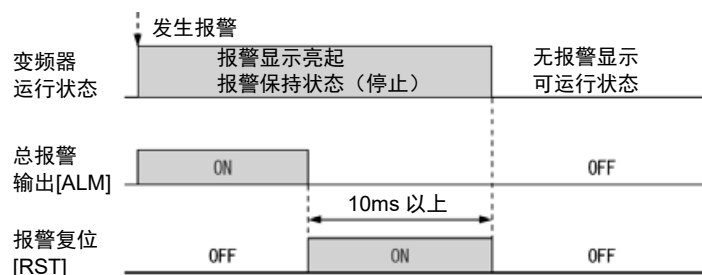 发生报警
变频器
运行状态
报警显示亮起
报警保持状态（停止）
无报警显示
可运行状态
总报警
输出[ALM]
ON
OFF
10ms 以上
报警复位
[RST]
OFF
ON
OFF